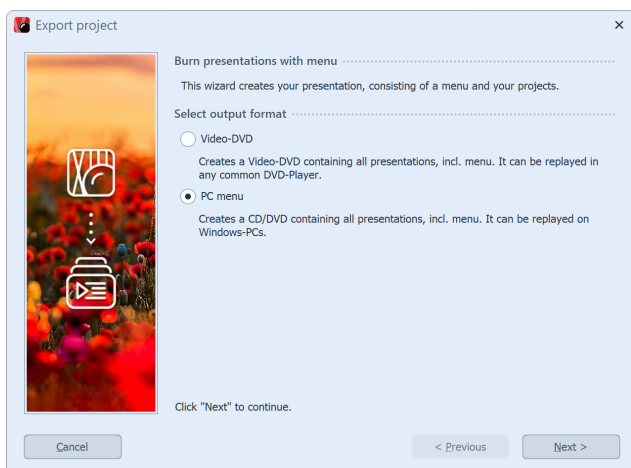 Export project
Burn presentations with menu
This wizard creates your presentation, consisting of a menu and your projects.
Select output format
Video-DVD
Creates a Video-DVD containing all presentations, incl. menu. It can be replayed in
any common DVD-Player.
PC menu
Creates a CD/DVD containing all presentations, incl. menu. It can be replayed on
Windows-PCs.
Click "Next" to continue.
Cancel
< Previous
Next >